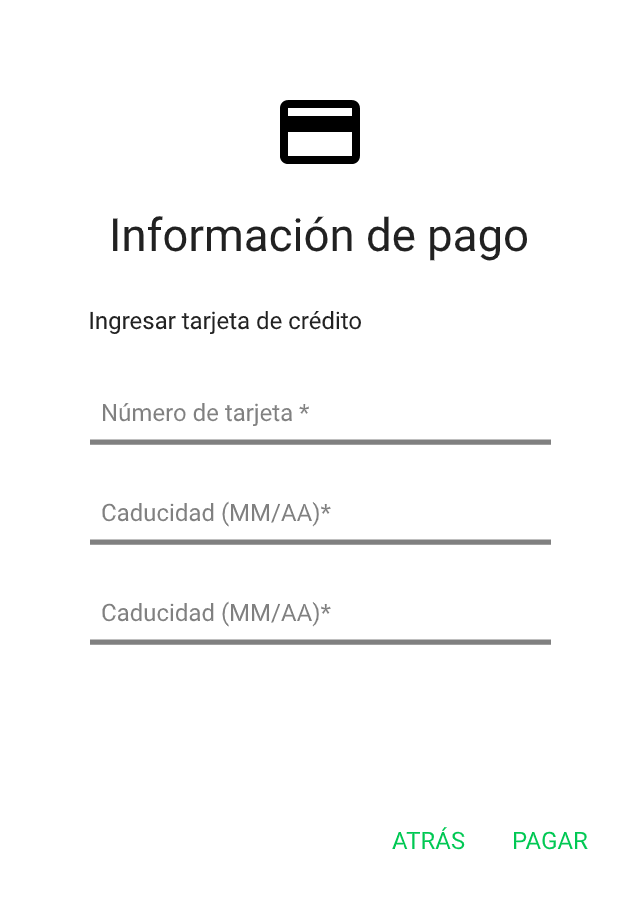 Información de pago
Ingresar tarjeta de crédito
Número de tarjeta *
Caducidad (MM/AA)*
Caducidad (MM/AA)*
ATRÁS PAGAR